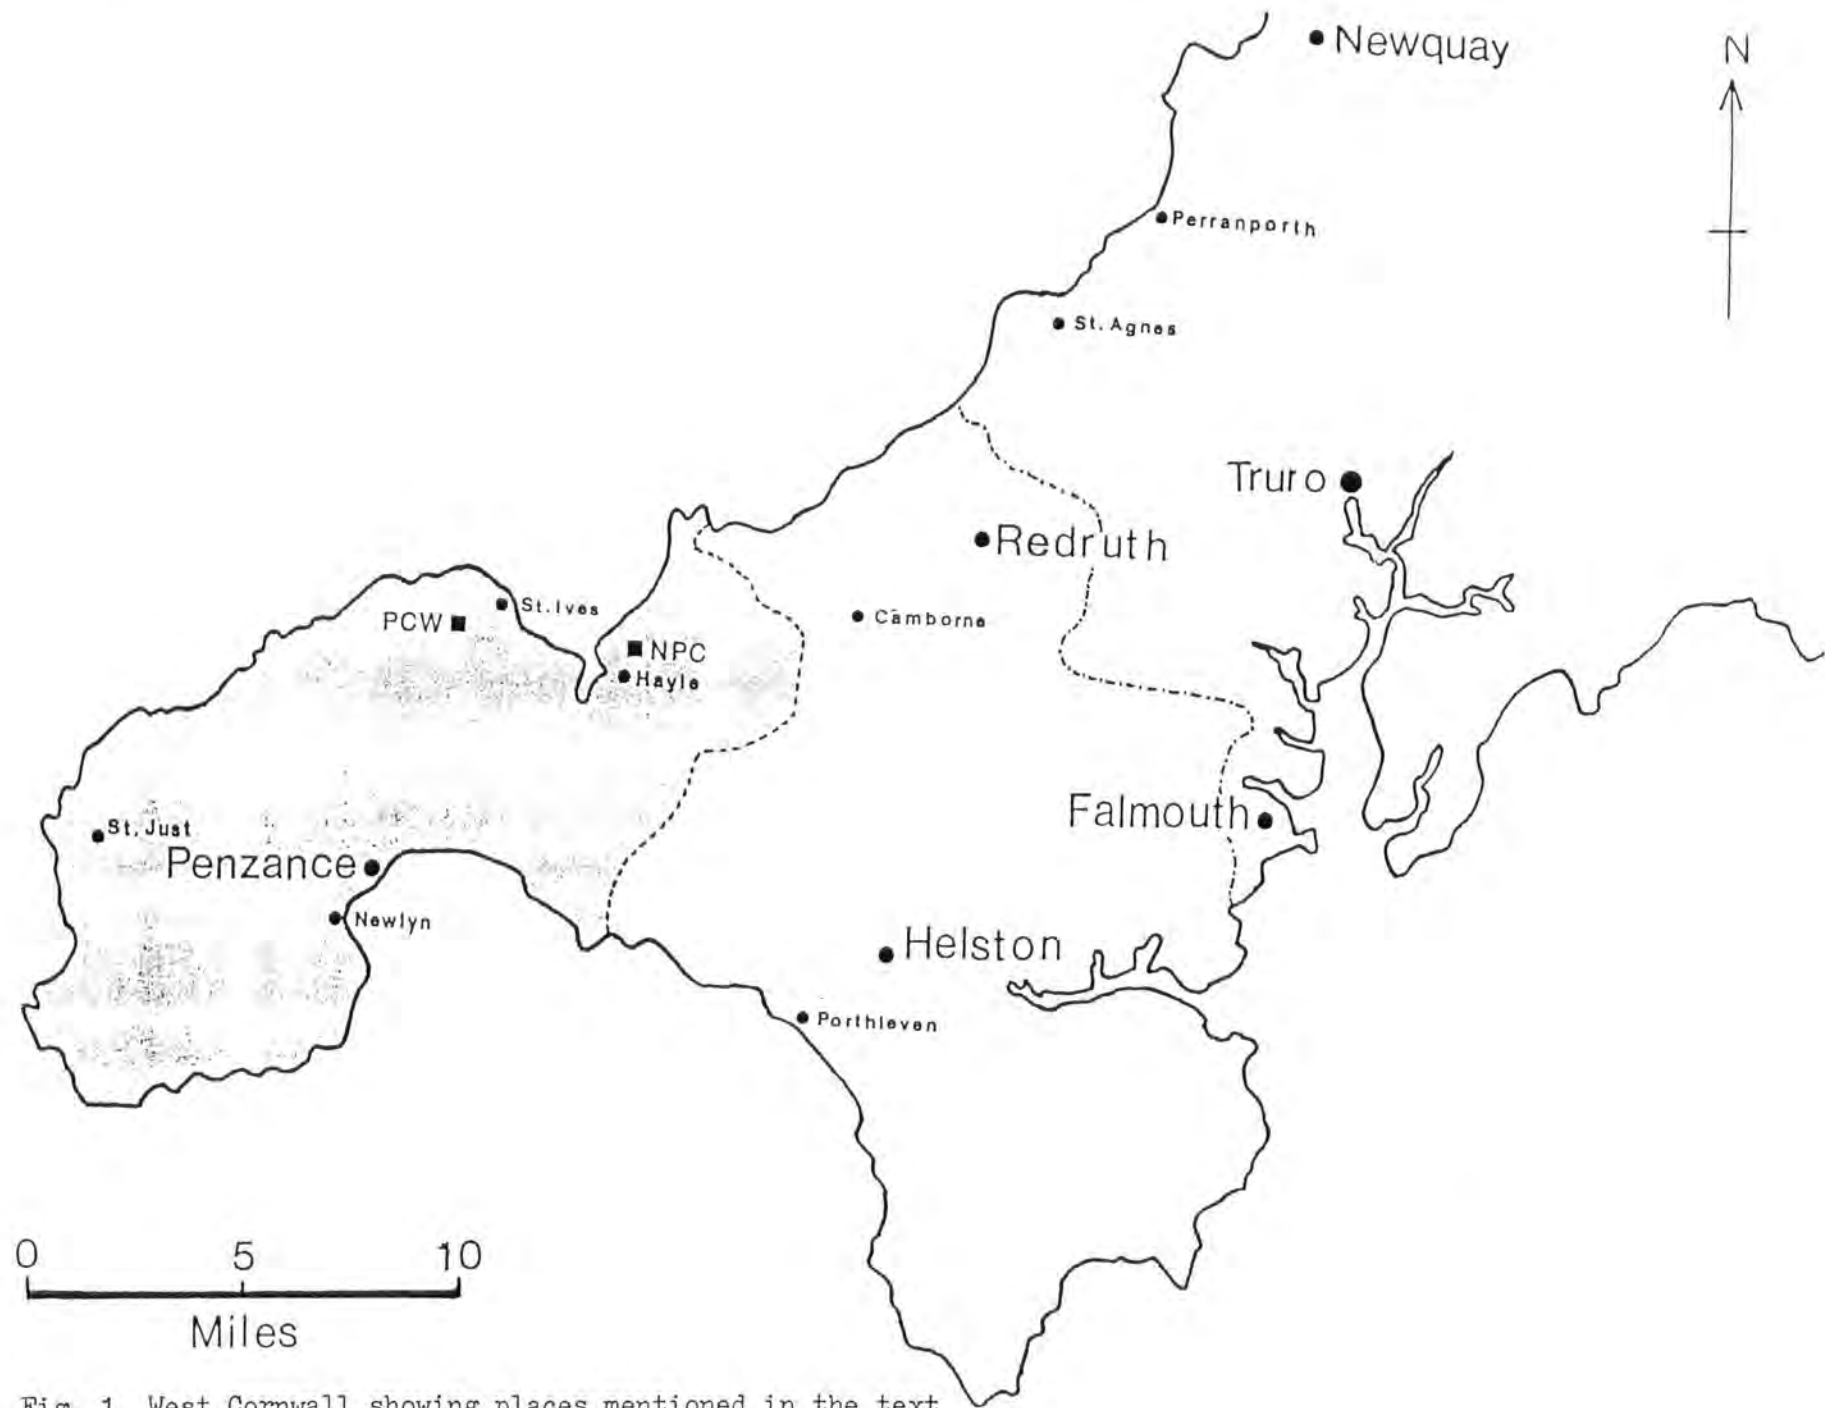 Newquay
N
Perranporth
St. Agnes
Truro
Redruth
St. Ives
PCW
Camborne
NPC
Hayle
Falmouth
St. Just
Penzance
Newlyn
Helston
Porthleven
0 5 10
Miles
Fig. 1. West Cornwall showing places mentioned in the text